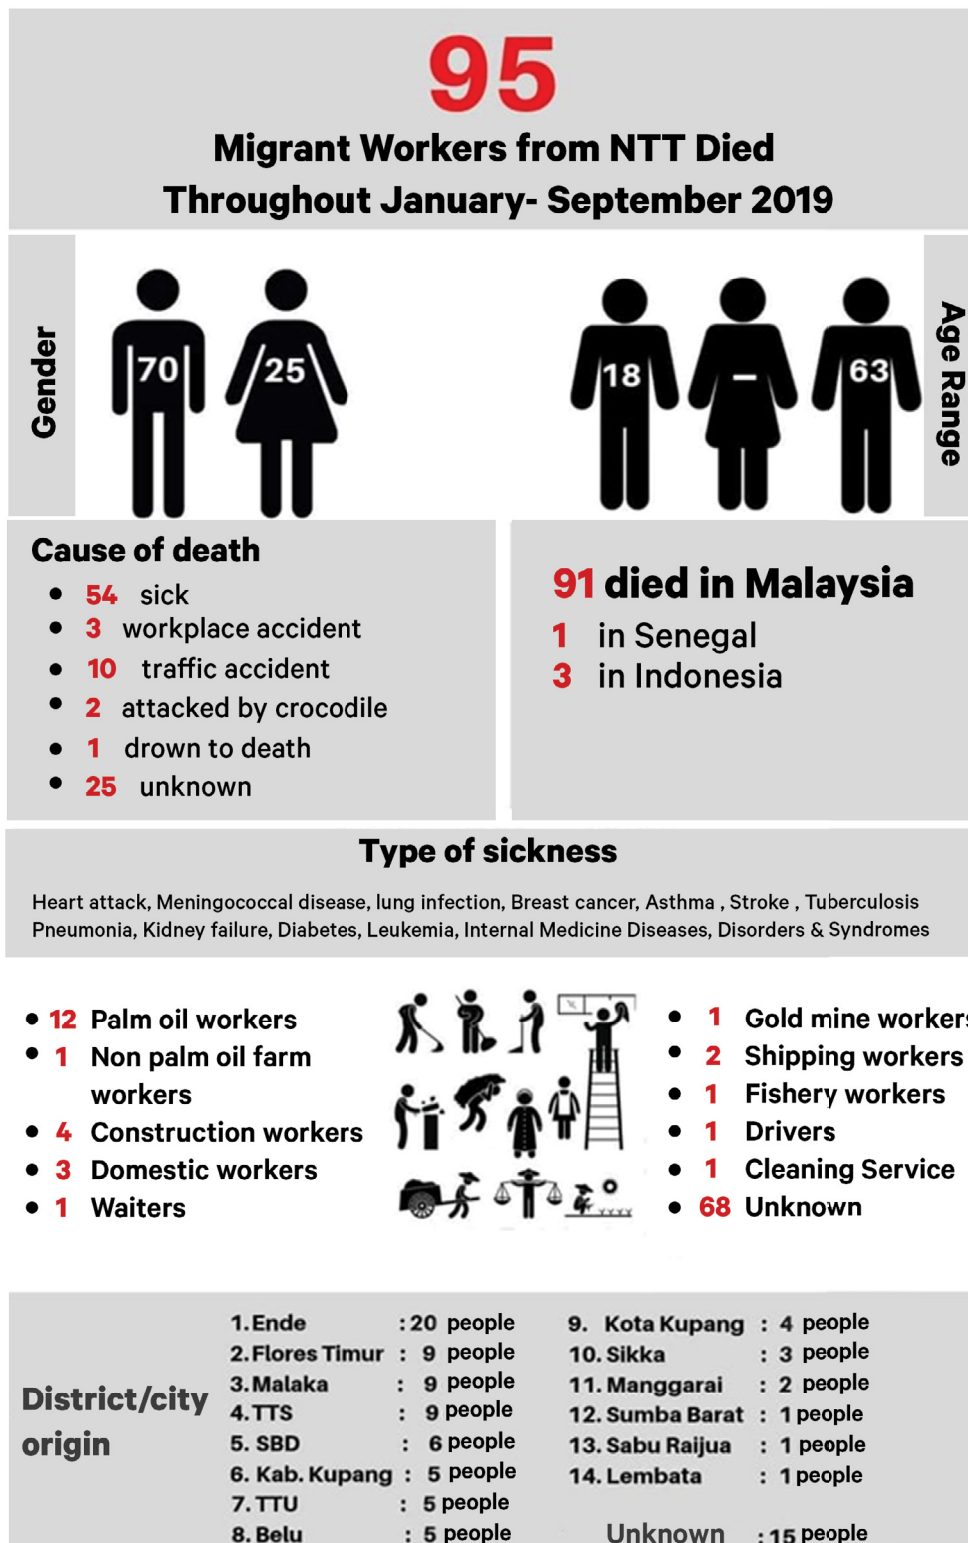 95
Migrant Workers from NTT Died
Throughout January- September 2019
Gender
70
25
18
–
63
Age Range
Cause of death
• 54 sick
• 3 workplace accident
• 10 traffic accident
• 2 attacked by crocodile
• 1 drown to death
• 25 unknown
91 died in Malaysia
1 in Senegal
3 in Indonesia
Type of sickness
Heart attack, Meningococcal disease, lung infection, Breast cancer, Asthma , Stroke , Tuberculosis
Pneumonia, Kidney failure, Diabetes, Leukemia, Internal Medicine Diseases, Disorders & Syndromes
• 12 Palm oil workers
• 1 Non palm oil farm
workers
• 4 Construction workers
• 3 Domestic workers
• 1 Waiters
• 1 Gold mine workers
• 2 Shipping workers
• 1 Fishery workers
• 1 Drivers
• 1 Cleaning Service
• 68 Unknown
District/city
origin
1.Ende :20 people
2.Flores Timur : 9 people
3.Malaka : 9 people
4.TTS : 9 people
5. SBD : 6 people
6. Kab. Kupang : 5 people
7. TTU : 5 people
8. Belu : 5 people
9. Kota Kupang : 4 people
10. Sikka : 3 people
11. Manggarai : 2 people
12. Sumba Barat : 1 people
13. Sabu Raijua : 1 people
14. Lembata : 1 people
Unknown : 15 people